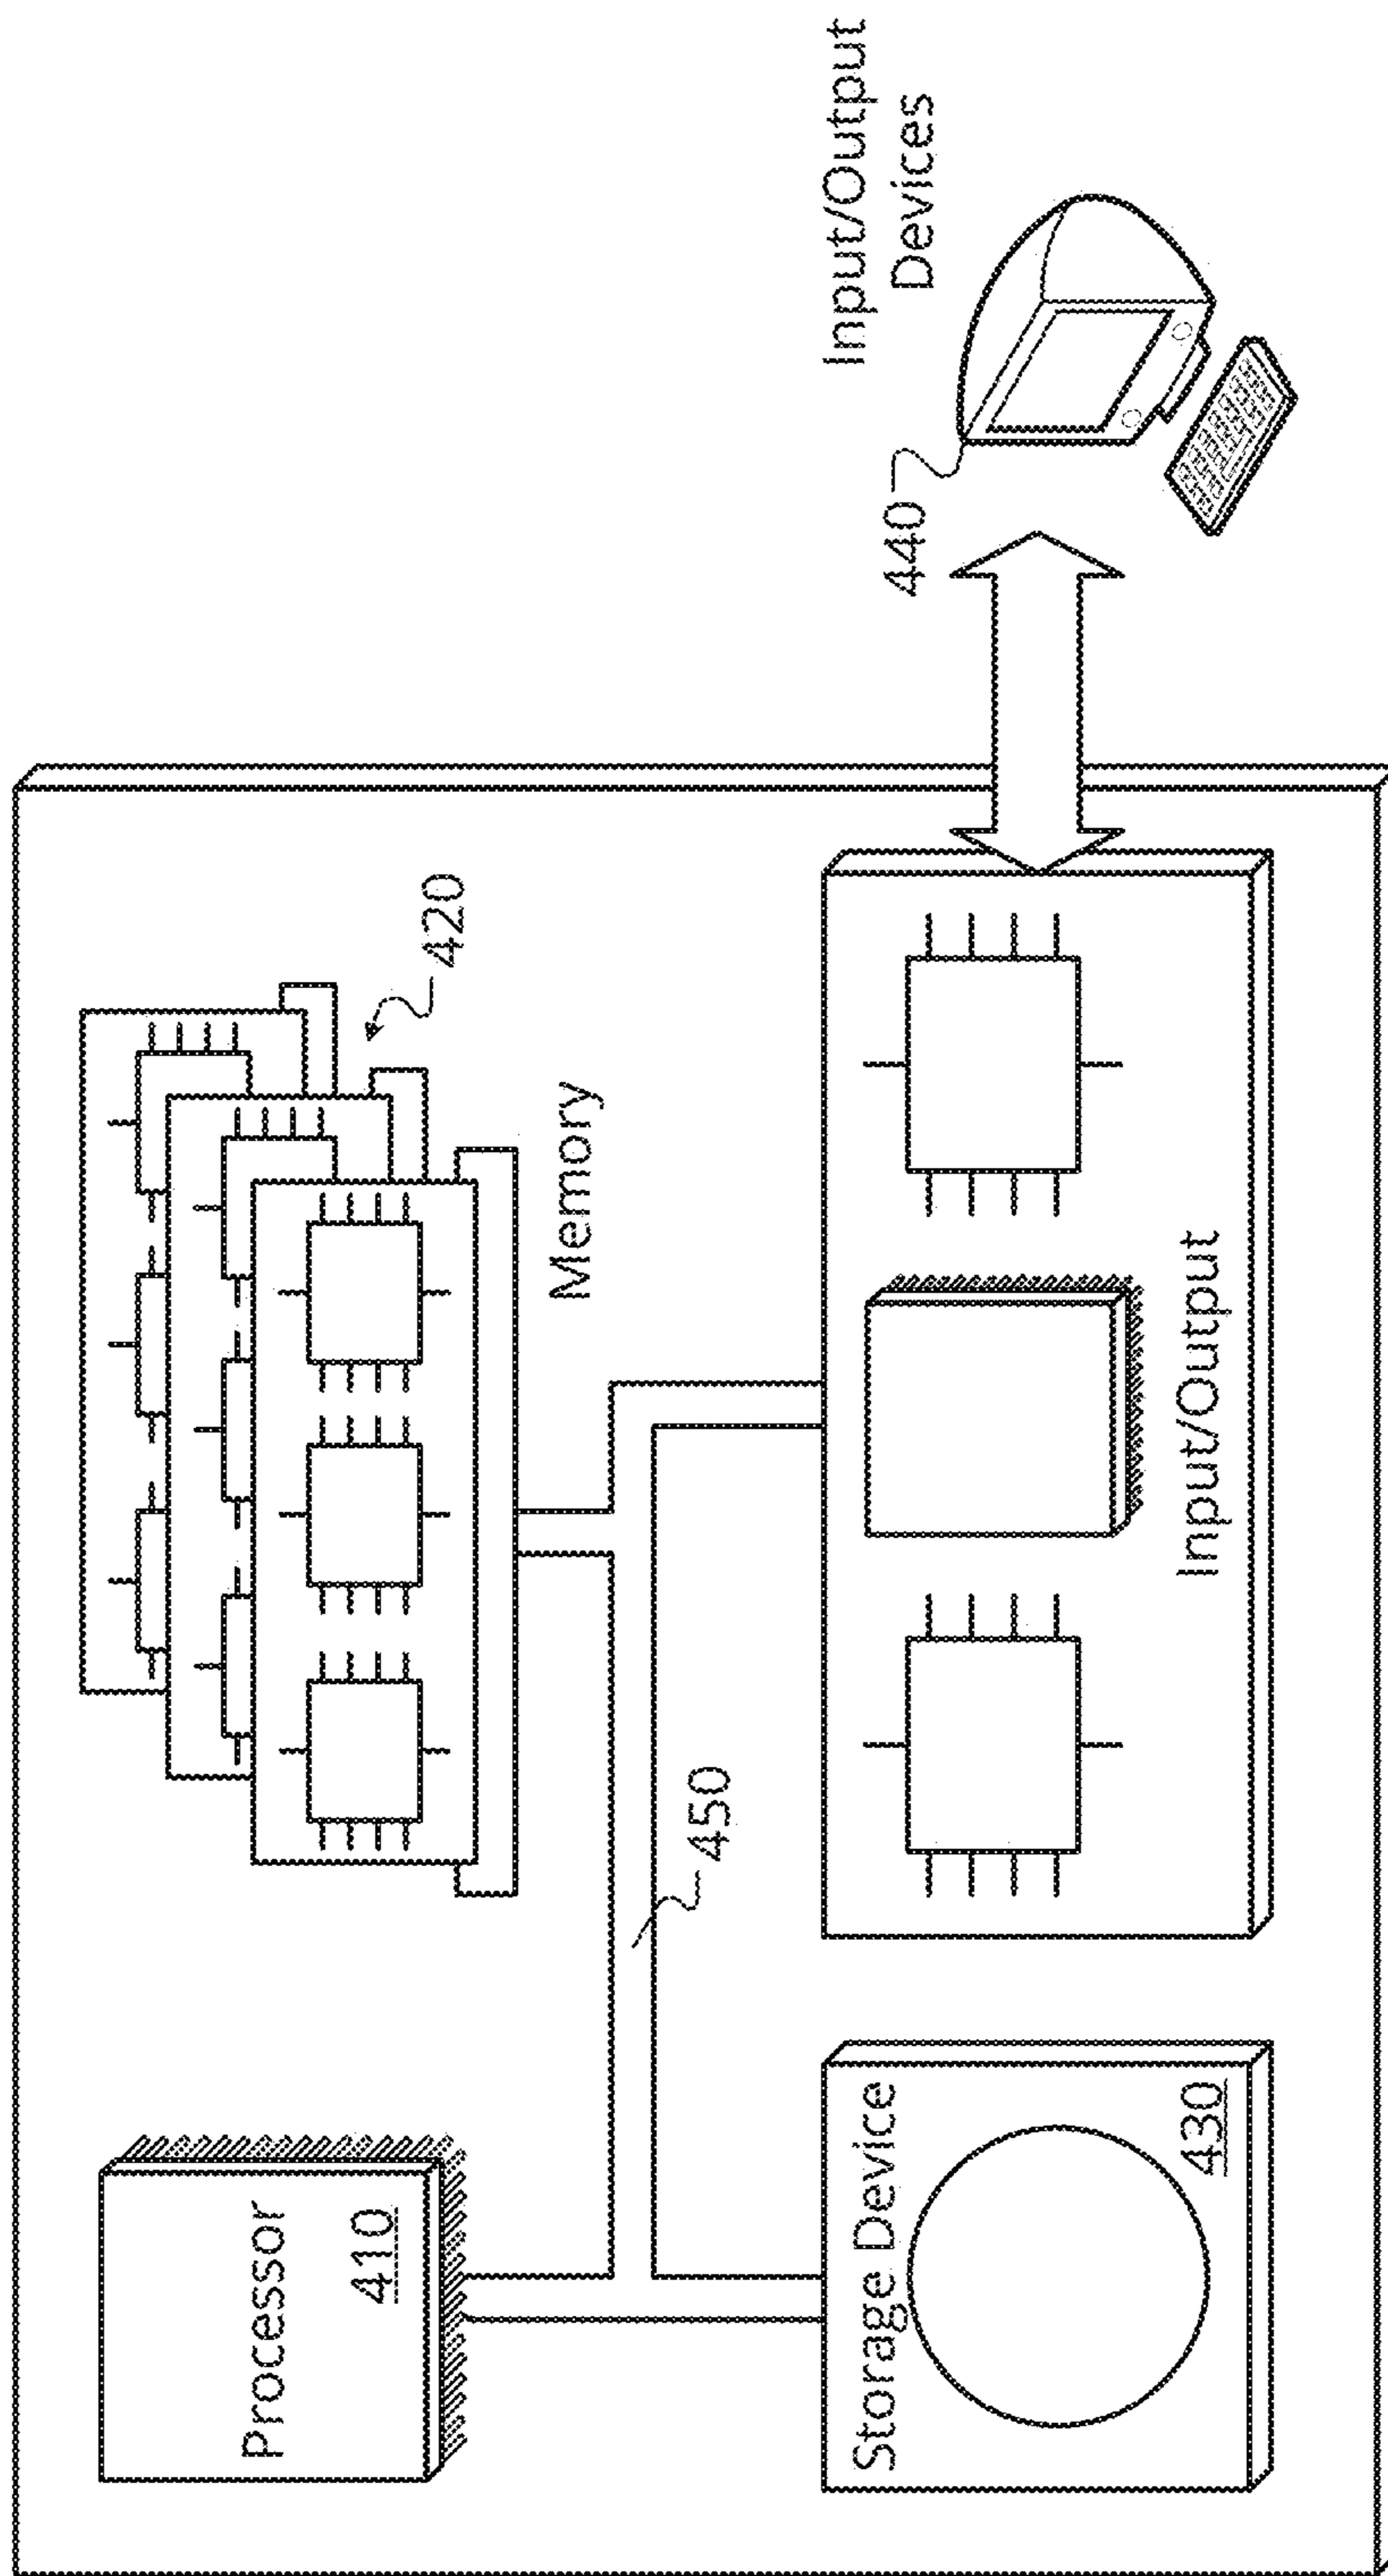 Processor
410
420
Memory
450
Storage Device
430
Input/Output
440
Input/Output
Devices